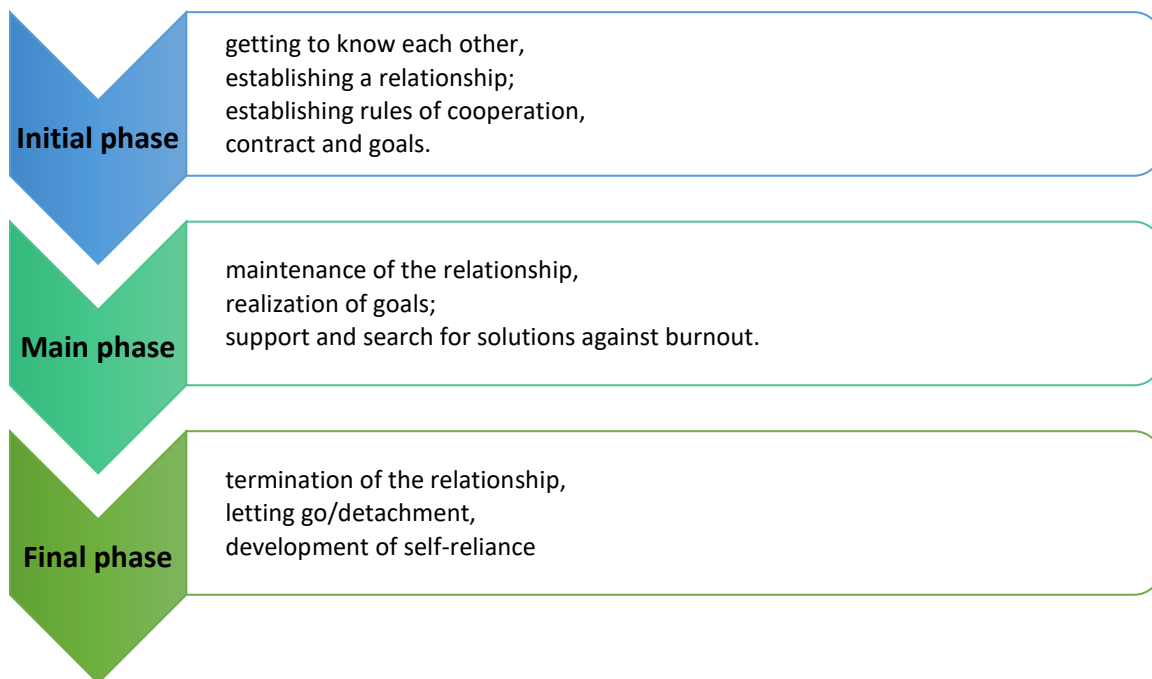 Initial phase
getting to know each other,
establishing a relationship;
establishing rules of cooperation,
contract and goals.
Main phase
maintenance of the relationship,
realization of goals;
support and search for solutions against burnout.
Final phase
termination of the relationship,
letting go/detachment,
development of self-reliance